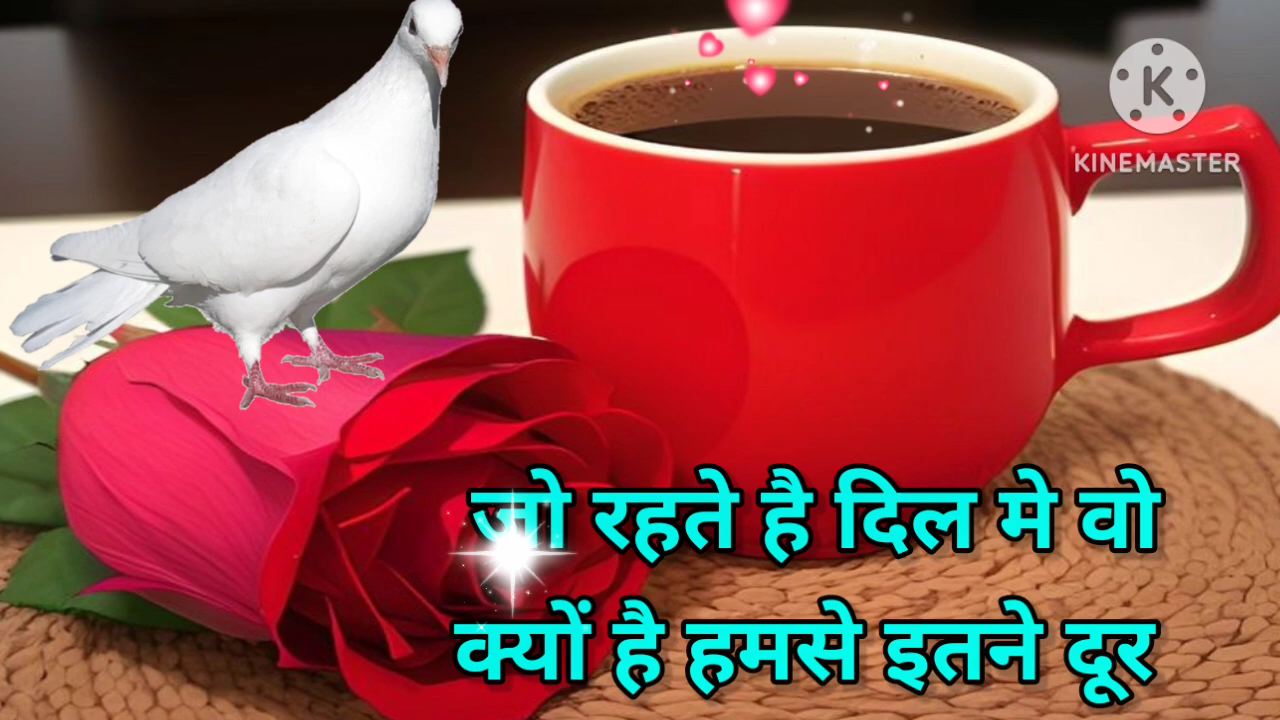 KINEMASTER
जो रहते है दिल मे वो
क्यों है हमसे इतने दूर